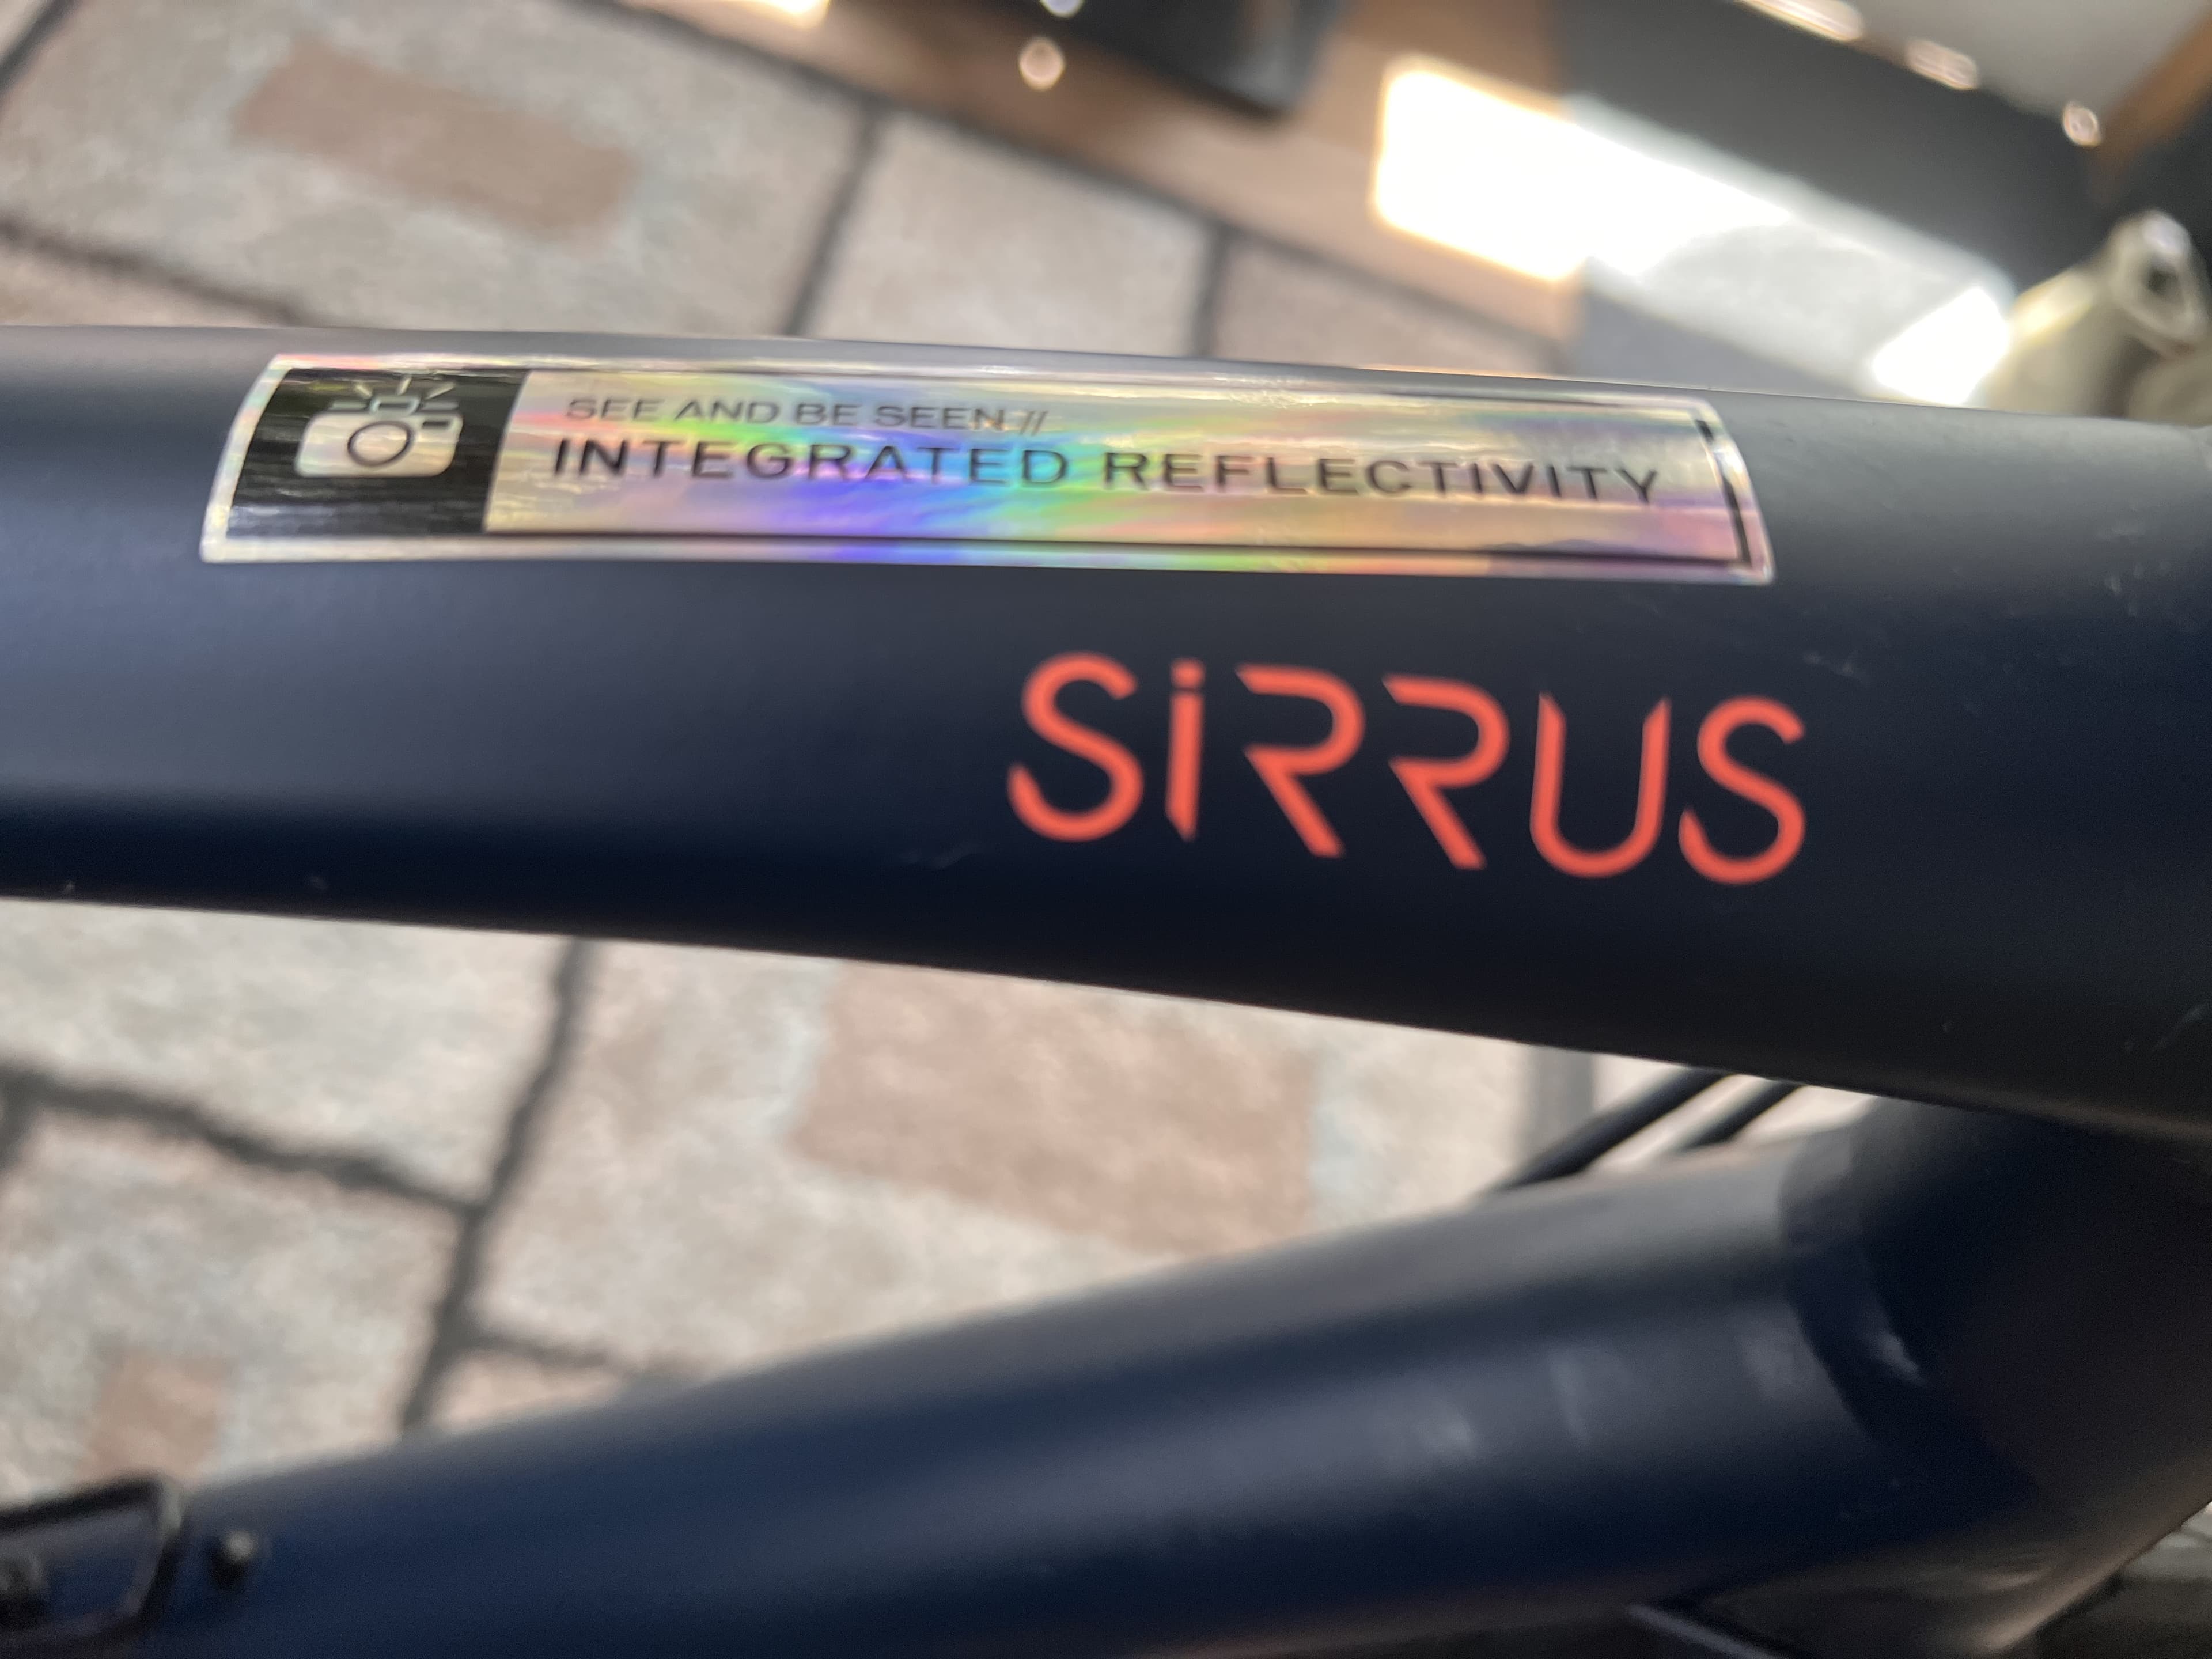 SEE AND BE SEEN //
INTEGRATED REFLECTIVITY
SiRRUS